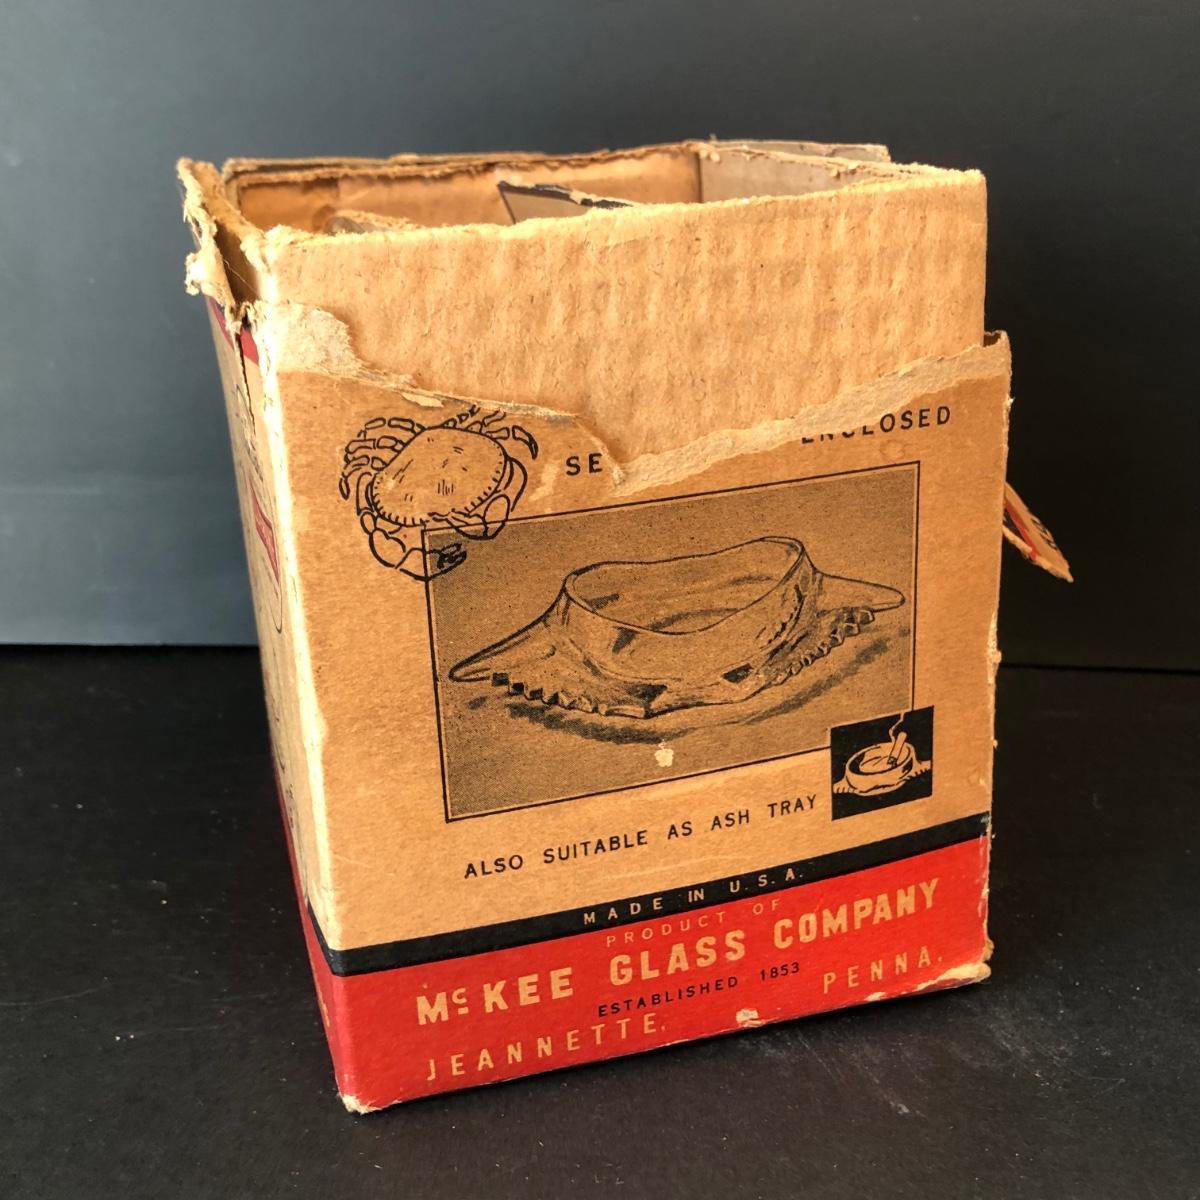 SE ENCLOSED
ALSO SUITABLE AS ASH TRAY
MADE IN U.S.A.
PRODUCT OF
McKEE GLASS COMPANY
ESTABLISHED 1853
JEANNETTE, PENNA.